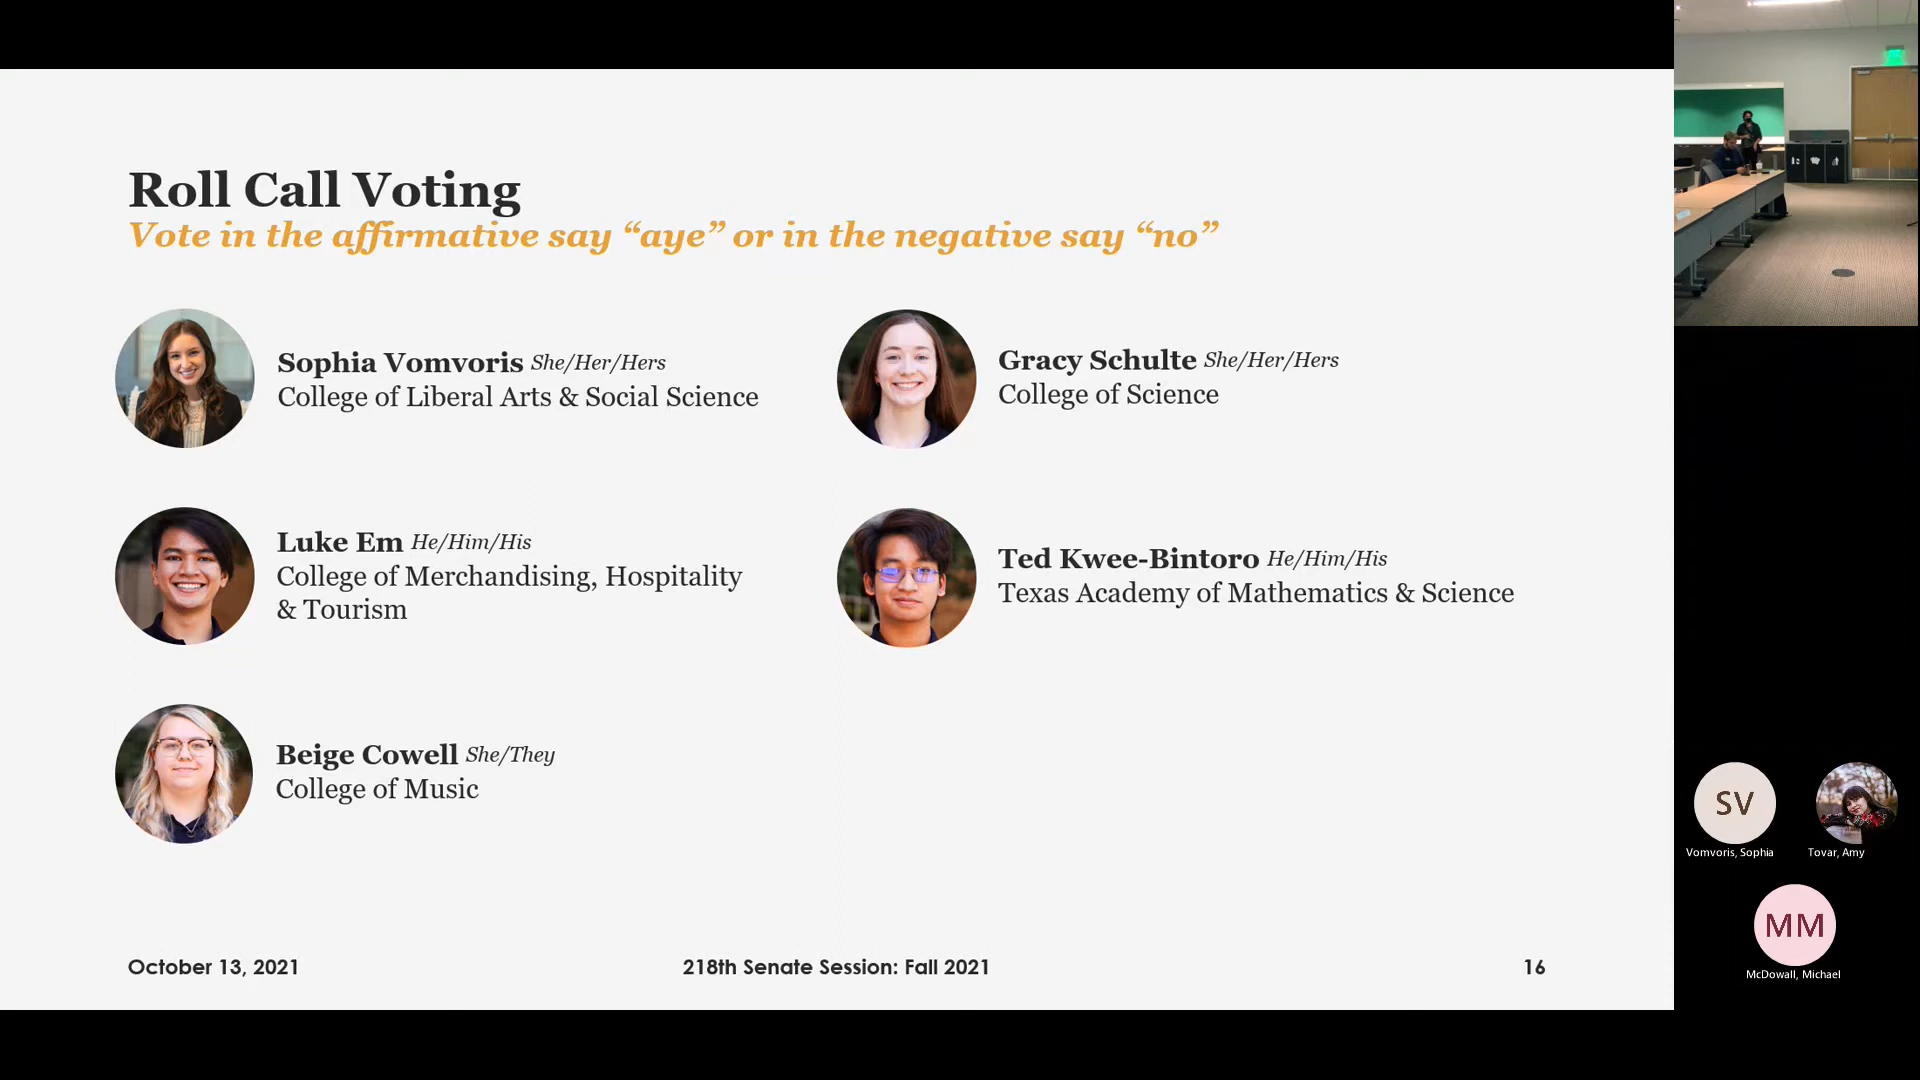 Roll Call Voting
Vote in the affirmative say “aye” or in the negative say “no”
Sophia Vomvoris She/Her/Hers
College of Liberal Arts & Social Science
Gracy Schulte She/Her/Hers
College of Science
Luke Em He/Him/His
College of Merchandising, Hospitality
& Tourism
Ted Kwee-Bintoro He/Him/His
Texas Academy of Mathematics & Science
Beige Cowell She/They
College of Music
October 13, 2021
218th Senate Session: Fall 2021
16
SV
Vomvoris, Sophia
Tovar, Amy
MM
McDowall, Michael